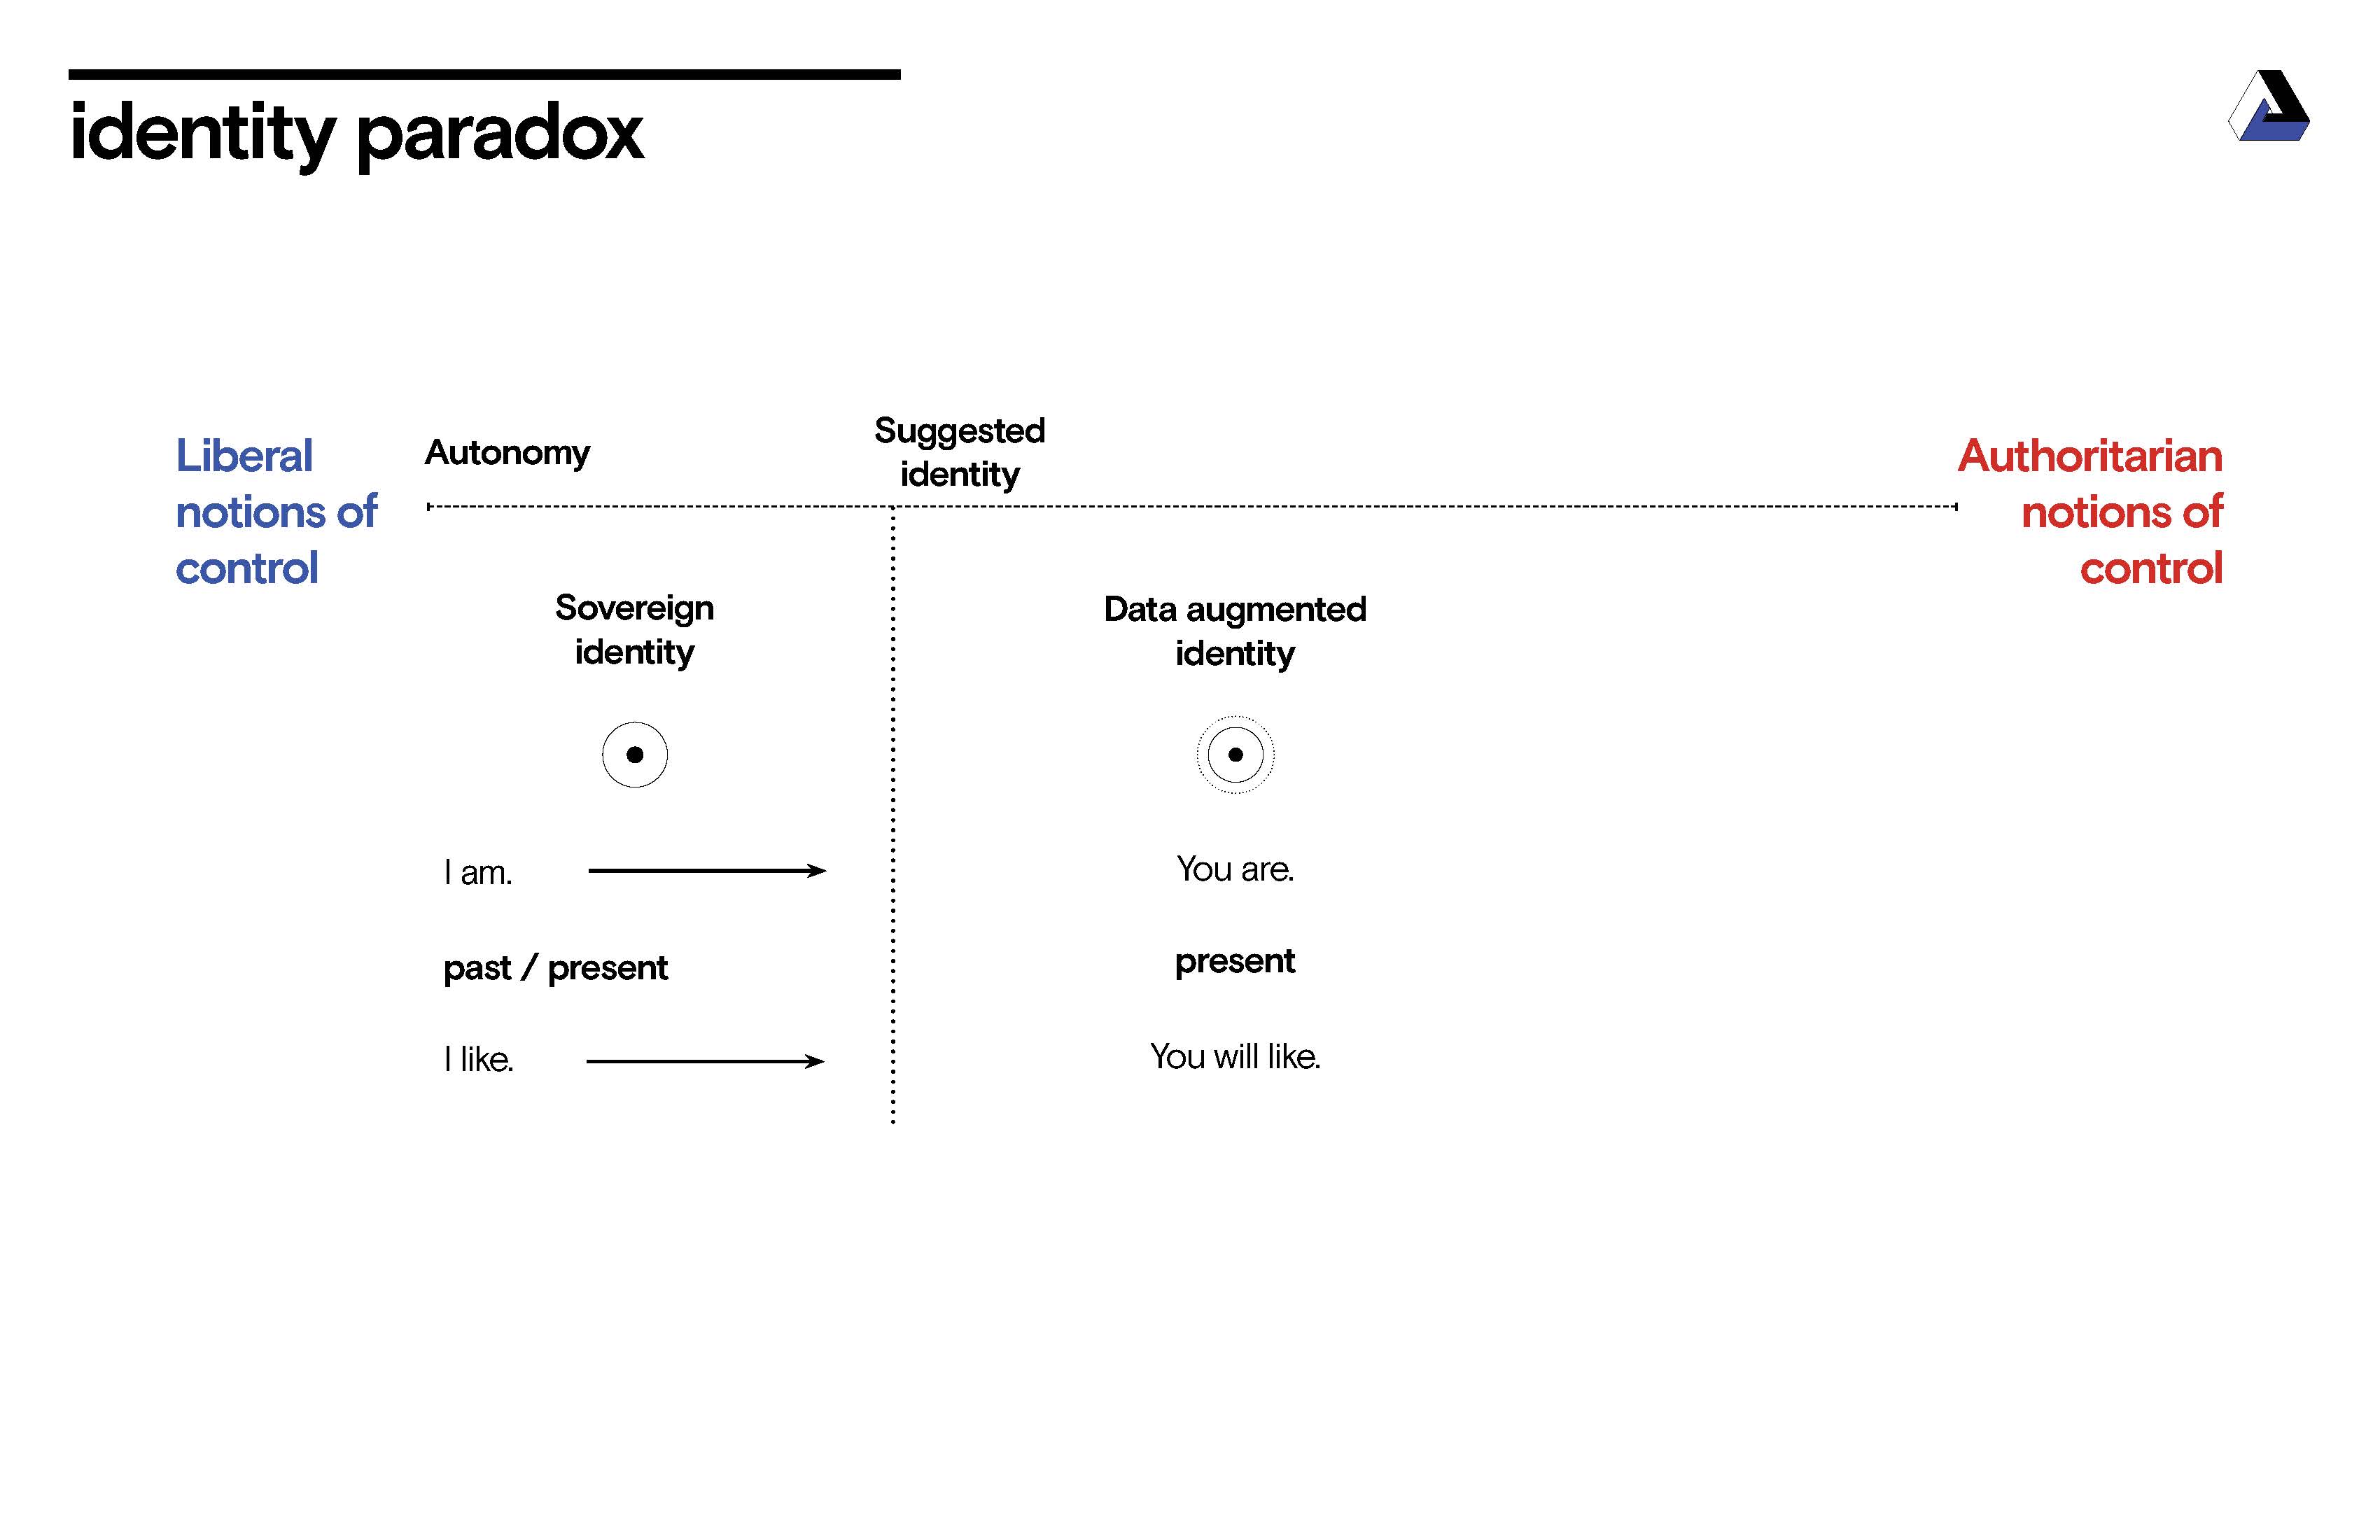 identity paradox
Liberal
notions of
control
Autonomy
Suggested
identity
Authoritarian
notions of
control
Sovereign
identity
Data augmented
identity
I am.
You are.
past / present
present
I like.
You will like.